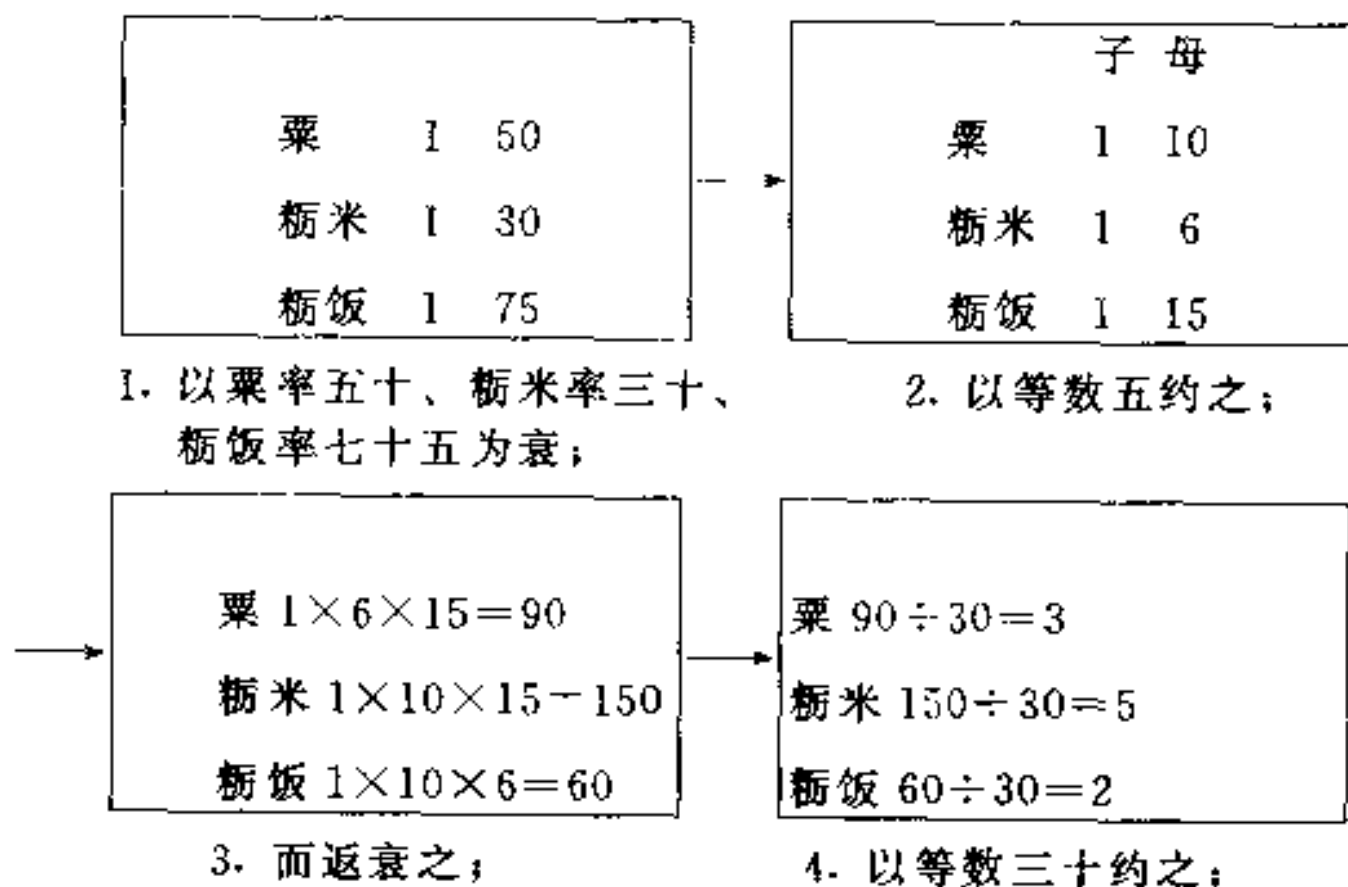 粟 1 50
粝米 1 30
粝饭 1 75
1. 以粟率五十、粝米率三十、
粝饭率七十五为衰；
子 母
粟 1 10
粝米 1 6
粝饭 1 15
2. 以等数五约之；
粟 1×6×15=90
粝米 1×10×15-150
粝饭 1×10×6=60
3. 而返衰之；
粟 90÷30=3
粝米 150÷30=5
粝饭 60÷30=2
4. 以等数三十约之；